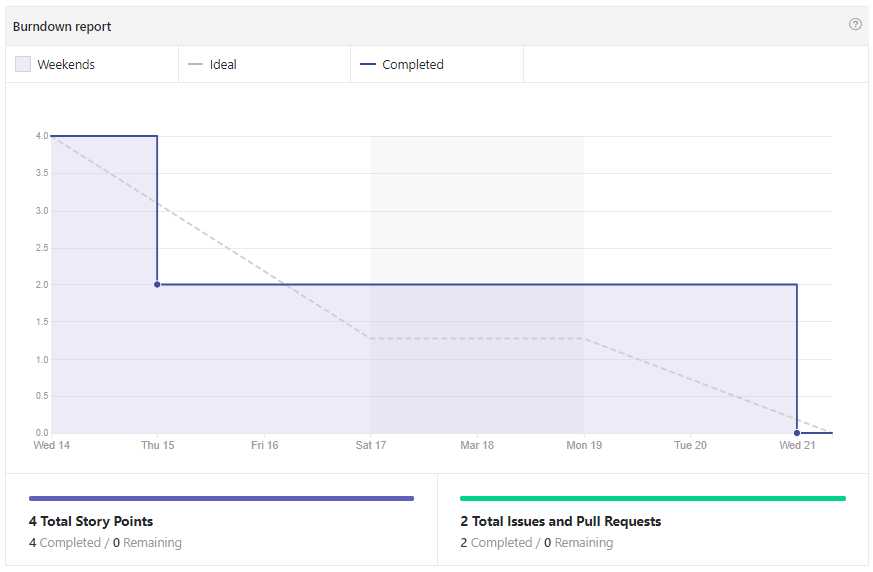 Burndown report
Weekends
Ideal
Completed
4.0
3.5
3.0
2.5
2.0
1.5
1.0
0.5
0.0
Wed 14 Thu 15 Fri 16 Sat 17 Mar 18 Mon 19 Tue 20 Wed 21
4 Total Story Points
4 Completed / 0 Remaining
2 Total Issues and Pull Requests
2 Completed / 0 Remaining